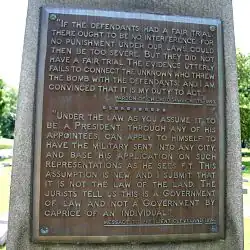 "IF THE DEFENDANTS HAD A FAIR TRIAL
THERE OUGHT TO BE NO INTERFERENCE, FOR
NO PUNISHMENT UNDER OUR LAWS COULD
THEN BE TOO SEVERE. BUT THEY DID NOT
HAVE A FAIR TRIAL. THE EVIDENCE UTTERLY
FAILS TO CONNECT THE UNKNOWN WHO THREW
THE BOMB WITH THE DEFENDANTS, AND I AM
CONVINCED THAT IT IS MY DUTY TO ACT."
"UNDER THE LAW AS YOU ASSUME IT TO
BE A PRESIDENT, THROUGH ANY OF HIS
APPOINTEES, CAN APPLY TO HIMSELF TO
HAVE THE MILITARY SENT INTO ANY CITY,
AND BASE HIS APPLICATION ON SUCH
REPRESENTATIONS AS HE SEES FIT. THIS
ASSUMPTION IS NEW AND I SUBMIT THAT
IT IS NOT THE LAW OF THE LAND. THE
JURISTS TELL US THIS IS A GOVERNMENT
OF LAW AND NOT A GOVERNMENT BY
CAPRICE OF AN INDIVIDUAL."